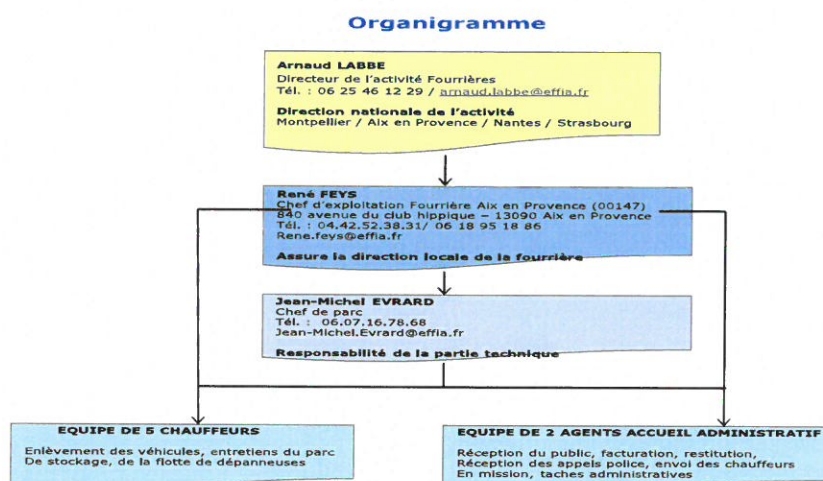 Organigramme
Arnaud LABBE
Directeur de l'activité Fourrières
Tél. : 06 25 46 12 29 / arnaud.labbe@effia.fr
Direction nationale de l'activité
Montpellier / Aix en Provence / Nantes / Strasbourg
René FEYS
Chef d'exploitation Fourrière Aix en Provence (00147)
840 avenue du club hippique – 13090 Aix en Provence
Tél. : 04.42.52.38.31/ 06 18 95 18 86
Rene.feys@effia.fr
Assure la direction locale de la fourrière
Jean-Michel EVRARD
Chef de parc
Tél. : 06.07.16.78.68
Jean-Michel.Evrard@effia.fr
Responsabilité de la partie technique
EQUIPE DE 5 CHAUFFEURS
Enlèvement des véhicules, entretiens du parc
De stockage, de la flotte de dépanneuses
EQUIPE DE 2 AGENTS ACCUEIL ADMINISTRATIF
Réception du public, facturation, restitution,
Réception des appels police, envoi des chauffeurs
En mission, taches administratives